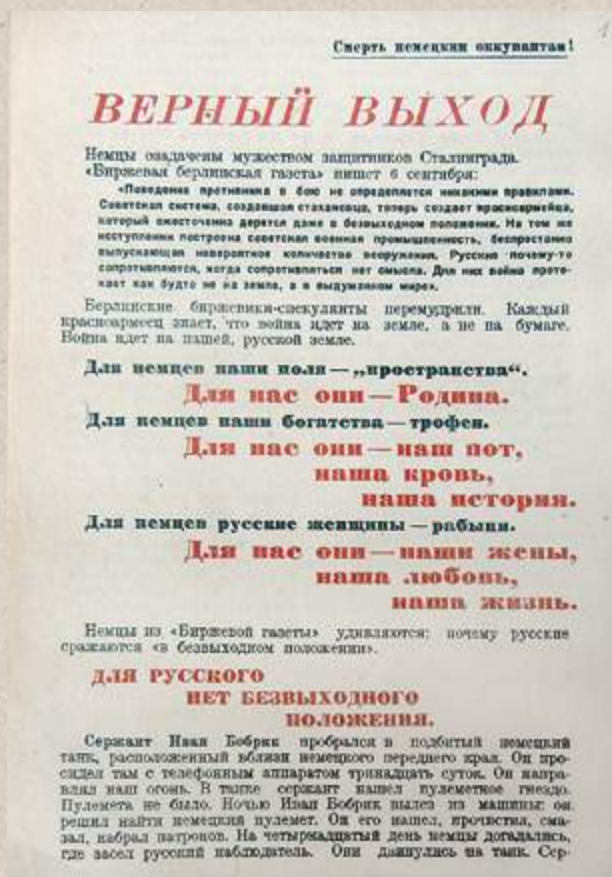 Смерть немецким оккупантам!
ВЕРНЫЙ ВЫХОД
Немцы озадачены мужеством защитников Сталинграда.
«Биржевая берлинская газета» пишет 6 сентября:
«Поведение противника в бою не определяется никакими правилами.
Советская система, создавшая стахановца, теперь создает красноармейца,
который ожесточенно дерется даже в безвыходном положении. На том же
исступлении построена советская военная промышленность, беспрестанно
выпускающая невероятное количество вооружения. Русские почему-то
сопротивляются, когда сопротивляться нет смысла. Для них война проте-
кает как будто не на земле, а в выдуманном мире».
Берлинские биржевики-спекулянты перемудрили. Каждый
красноармеец знает, что война идет на земле, а не на бумаге.
Война идет на нашей, русской земле.
Для немцев наши поля — „пространства“.
Для нас они — Родина.
Для немцев наши богатства — трофеи.
Для нас они — наш пот,
наша кровь,
наша история.
Для немцев русские женщины — рабыни.
Для нас они — наши жены,
наша любовь,
наша жизнь.
Немцы из «Биржевой газеты» удивляются: почему русские
сражаются «в безвыходном положении».
ДЛЯ РУССКОГО
НЕТ БЕЗВЫХОДНОГО
ПОЛОЖЕНИЯ.
Сержант Иван Бобрик пробрался в подбитый немецкий
танк, расположенный вблизи немецкого переднего края. Он про-
сидел там с телефонным аппаратом тринадцать суток. Он направ-
влял наш огонь. В танке сержант нашел пулеметное гнездо.
Пулемета не было. Ночью Иван Бобрик вылез из машины: он
решил найти немецкий пулемет. Он его нашел, прочистил, сма-
зал, набрал патронов. На четырнадцатый день немцы догадались,
где засел русский наблюдатель. Они двинулись на танк. Сер-